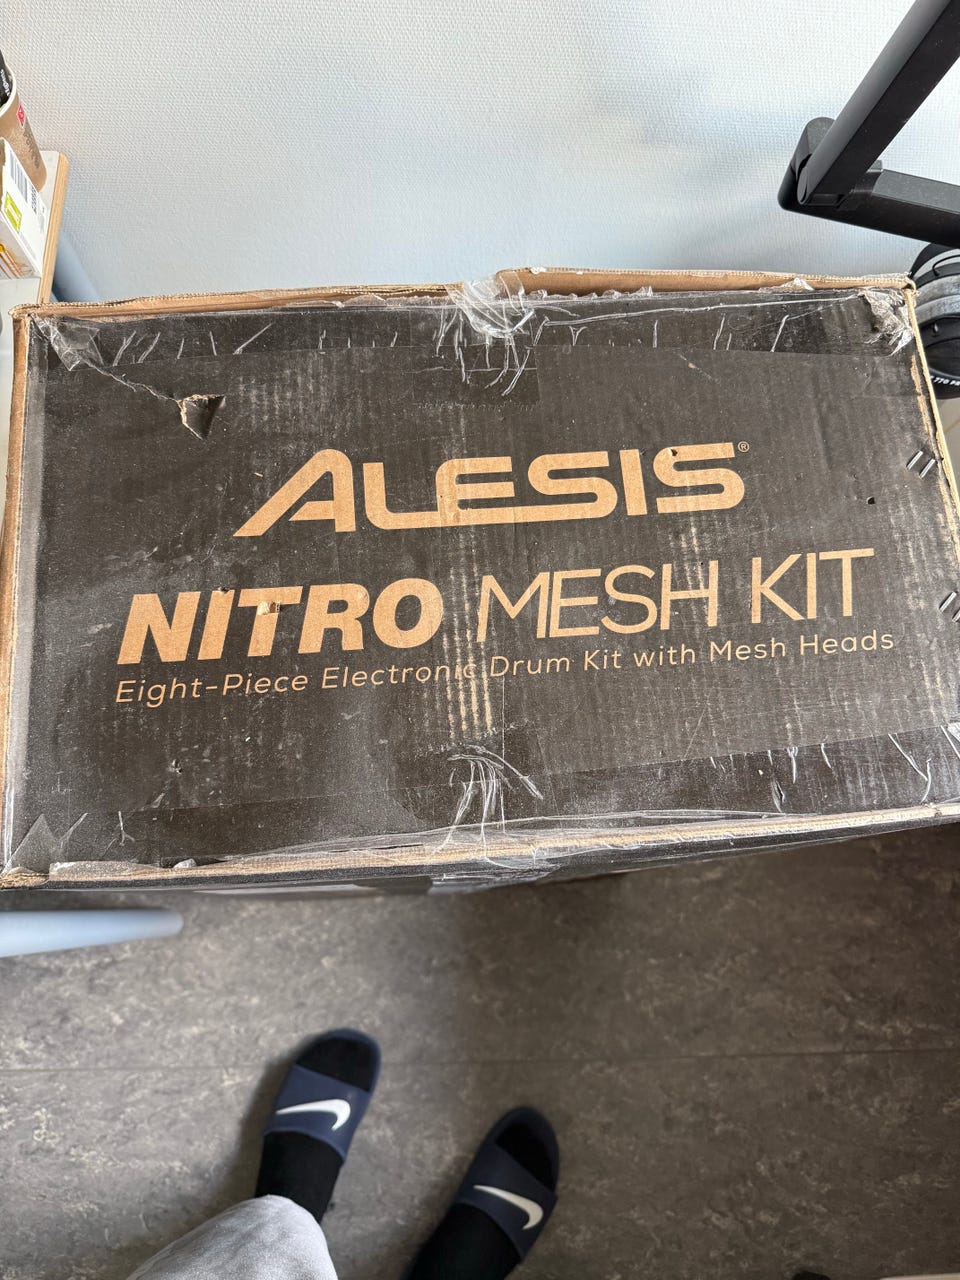 ALESIS®
NITRO MESH KIT
Eight-Piece Electronic Drum Kit with Mesh Heads